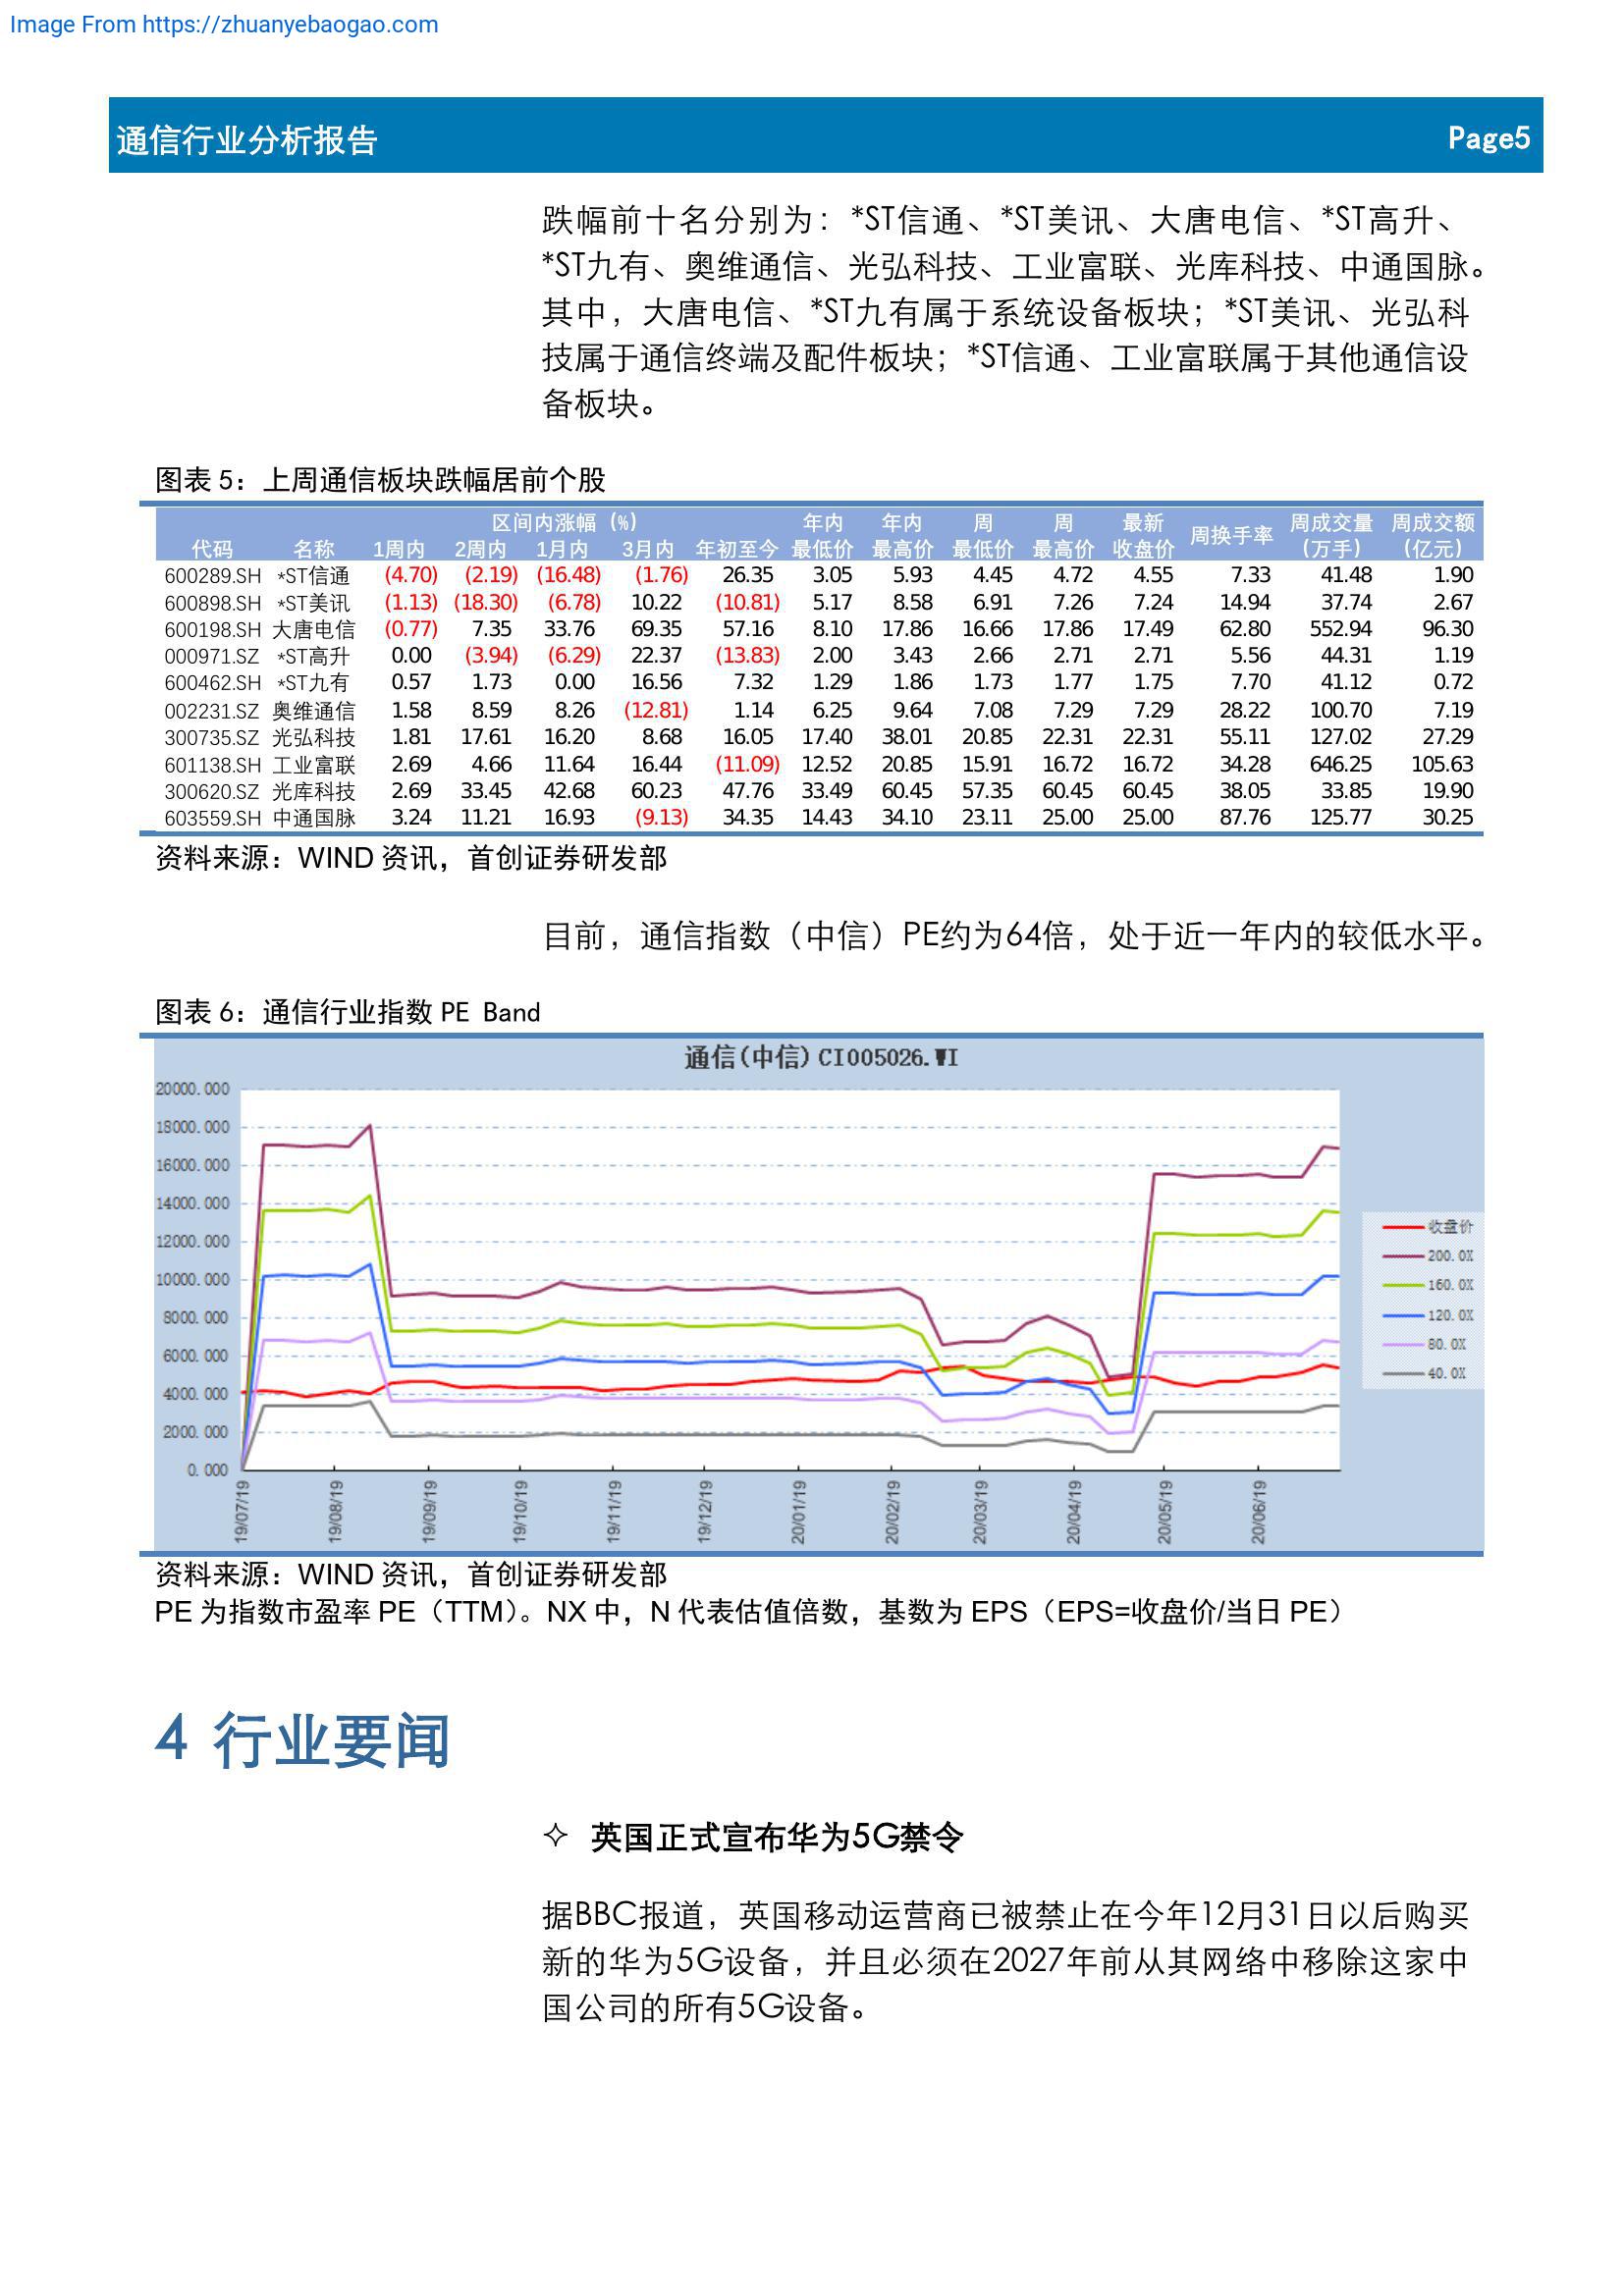 Image From https://zhuanyebaogao.com
通信行业分析报告 Page5
跌幅前十名分别为：*ST信通、*ST美讯、大唐电信、*ST高升、
*ST九有、奥维通信、光弘科技、工业富联、光库科技、中通国脉。
其中，大唐电信、*ST九有属于系统设备板块；*ST美讯、光弘科
技属于通信终端及配件板块；*ST信通、工业富联属于其他通信设
备板块。
图表 5：上周通信板块跌幅居前个股
区间内涨幅（%） 年内 年内 周 周 最新 周换手率 周成交量 周成交额
代码 名称 1周内 2周内 1月内 3月内 年初至今 最低价 最高价 最低价 最高价 收盘价 （万手） （亿元）
600289.SH *ST信通 (4.70) (2.19) (16.48) (1.76) 26.35 3.05 5.93 4.45 4.72 4.55 7.33 41.48 1.90
600898.SH *ST美讯 (1.13) (18.30) (6.78) 10.22 (10.81) 5.17 8.58 6.91 7.26 7.24 14.94 37.74 2.67
600198.SH 大唐电信 (0.77) 7.35 33.76 69.35 57.16 8.10 17.86 16.66 17.86 17.49 62.80 552.94 96.30
000971.SZ *ST高升 0.00 (3.94) (6.29) 22.37 (13.83) 2.00 3.43 2.66 2.71 2.71 5.56 44.31 1.19
600462.SH *ST九有 0.57 1.73 0.00 16.56 7.32 1.29 1.86 1.73 1.77 1.75 7.70 41.12 0.72
002231.SZ 奥维通信 1.58 8.59 8.26 (12.81) 1.14 6.25 9.64 7.08 7.29 7.29 28.22 100.70 7.19
300735.SZ 光弘科技 1.81 17.61 16.20 8.68 16.05 17.40 38.01 20.85 22.31 22.31 55.11 127.02 27.29
601138.SH 工业富联 2.69 4.66 11.64 16.44 (11.09) 12.52 20.85 15.91 16.72 16.72 34.28 646.25 105.63
300620.SZ 光库科技 2.69 33.45 42.68 60.23 47.76 33.49 60.45 57.35 60.45 60.45 38.05 33.85 19.90
603559.SH 中通国脉 3.24 11.21 16.93 (9.13) 34.35 14.43 34.10 23.11 25.00 25.00 87.76 125.77 30.25
资料来源：WIND 资讯，首创证券研发部
目前，通信指数（中信）PE约为64倍，处于近一年内的较低水平。
图表 6：通信行业指数 PE Band
通信(中信)CI005026.WI
20000.000
18000.000
16000.000
14000.000
12000.000
10000.000
8000.000
6000.000
4000.000
2000.000
0.000
收盘价
200.0X
160.0X
120.0X
80.0X
40.0X
19/07/19 19/08/19 19/09/19 19/10/19 19/11/19 19/12/19 20/01/19 20/02/19 20/03/19 20/04/19 20/05/19 20/06/19
资料来源：WIND 资讯，首创证券研发部
PE 为指数市盈率 PE（TTM）。NX 中，N 代表估值倍数，基数为 EPS（EPS=收盘价/当日 PE）
4 行业要闻
✧ 英国正式宣布华为5G禁令
据BBC报道，英国移动运营商已被禁止在今年12月31日以后购买
新的华为5G设备，并且必须在2027年前从其网络中移除这家中
国公司的所有5G设备。